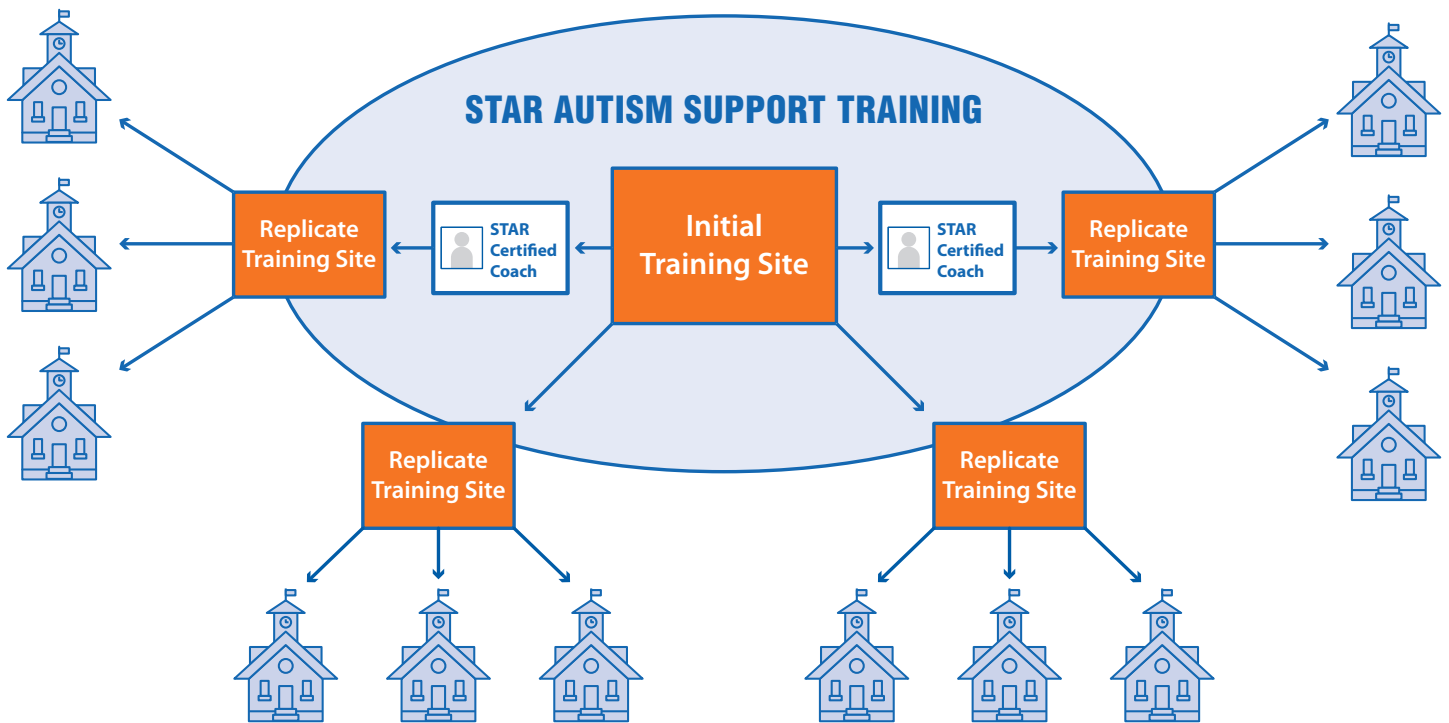 STAR AUTISM SUPPORT TRAINING
Replicate
Training Site
STAR
Certified
Coach
Initial
Training Site
STAR
Certified
Coach
Replicate
Training Site
Replicate
Training Site
Replicate
Training Site